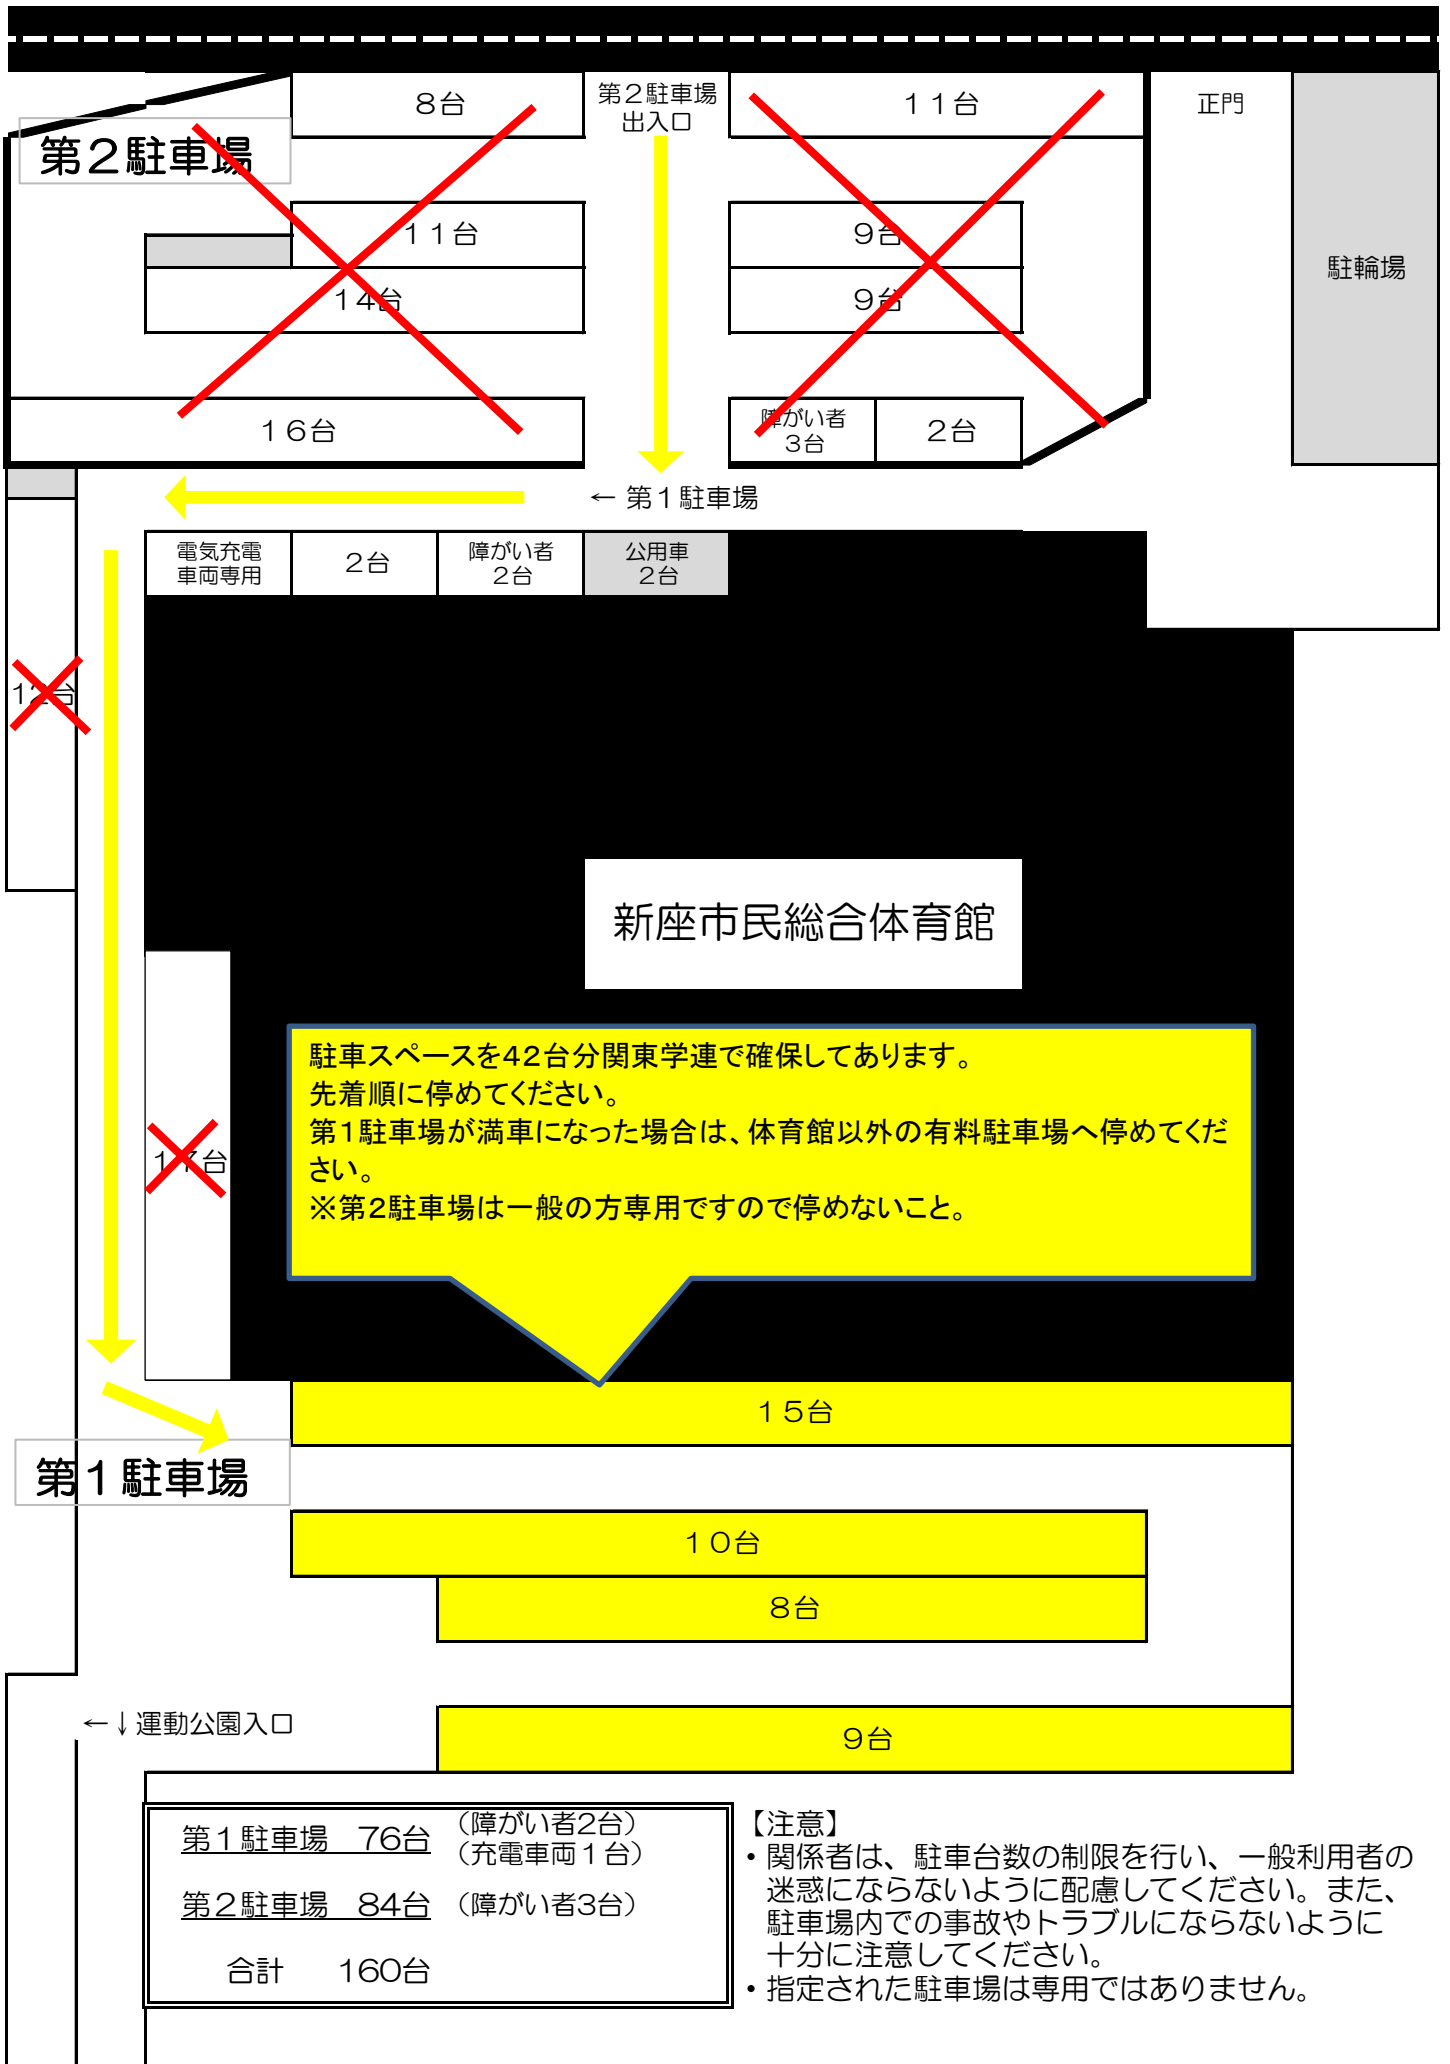 8台
第２駐車場
出入口
１１台
正門
第２駐車場
１１台
9台
駐輪場
１４台
9台
１６台
障がい者
3台
２台
← 第１駐車場
電気充電
車両専用
２台
障がい者
２台
公用車
２台
12台
新座市民総合体育館
駐車スペースを42台分関東学連で確保してあります。
先着順に停めてください。
第1駐車場が満車になった場合は、体育館以外の有料駐車場へ停めてくだ
さい。
※第2駐車場は一般の方専用ですので停めないこと。
１７台
１５台
第１駐車場
１０台
8台
←↓運動公園入口
9台
第１駐車場　76台 （障がい者2台）
（充電車両１台）
第２駐車場　84台 （障がい者3台）
合計　160台
【注意】
・関係者は、駐車台数の制限を行い、一般利用者の
迷惑にならないように配慮してください。また、
駐車場内での事故やトラブルにならないように
十分に注意してください。
・指定された駐車場は専用ではありません。